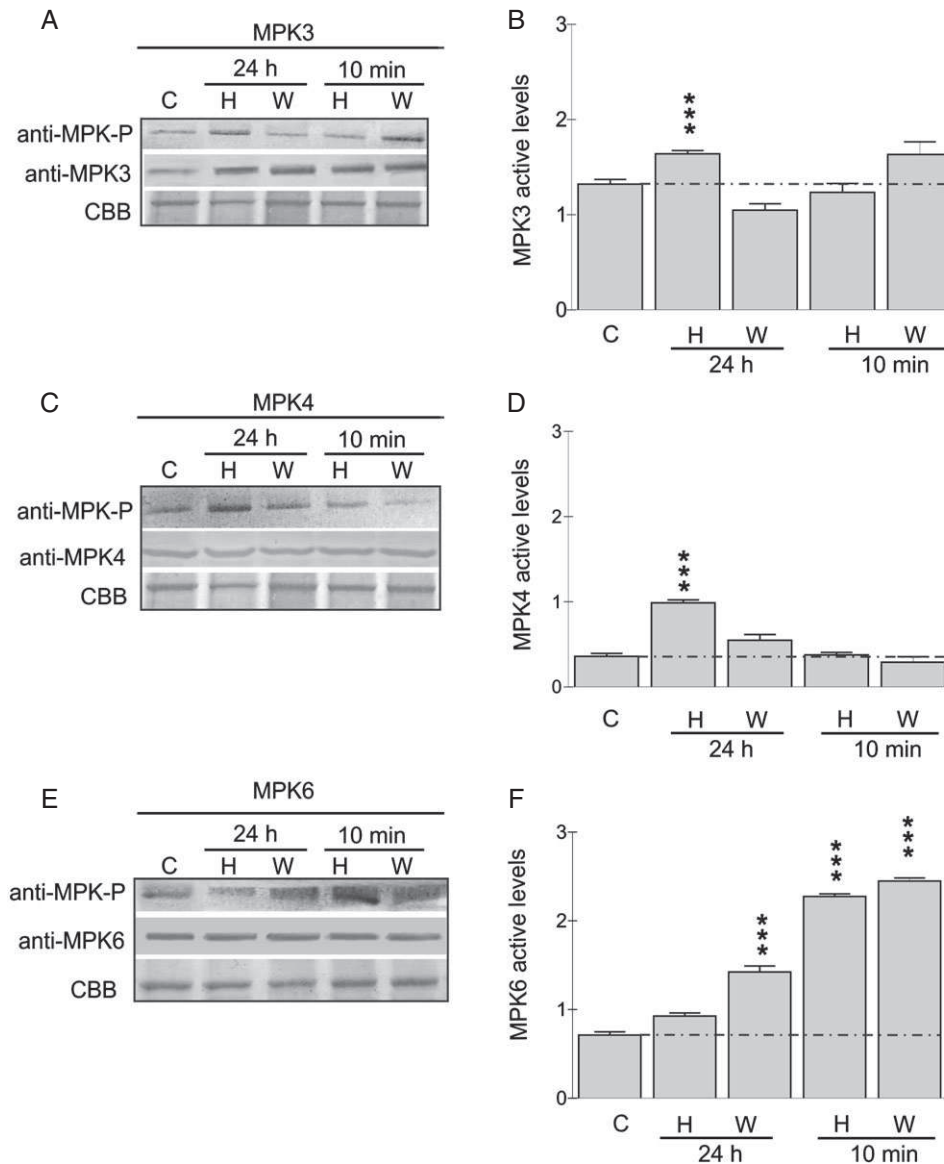 A
MPK3
24 h
10 min
C
H
W
H
W
anti-MPK-P
anti-MPK3
CBB
B
MPK3 active levels
3
2
1
0
***
C
H
W
H
W
24 h
10 min
C
MPK4
24 h
10 min
C
H
W
H
W
anti-MPK-P
anti-MPK4
CBB
D
MPK4 active levels
3
2
1
0
***
C
H
W
H
W
24 h
10 min
E
MPK6
24 h
10 min
C
H
W
H
W
anti-MPK-P
anti-MPK6
CBB
F
MPK6 active levels
3
2
1
0
***
***
***
C
H
W
H
W
24 h
10 min